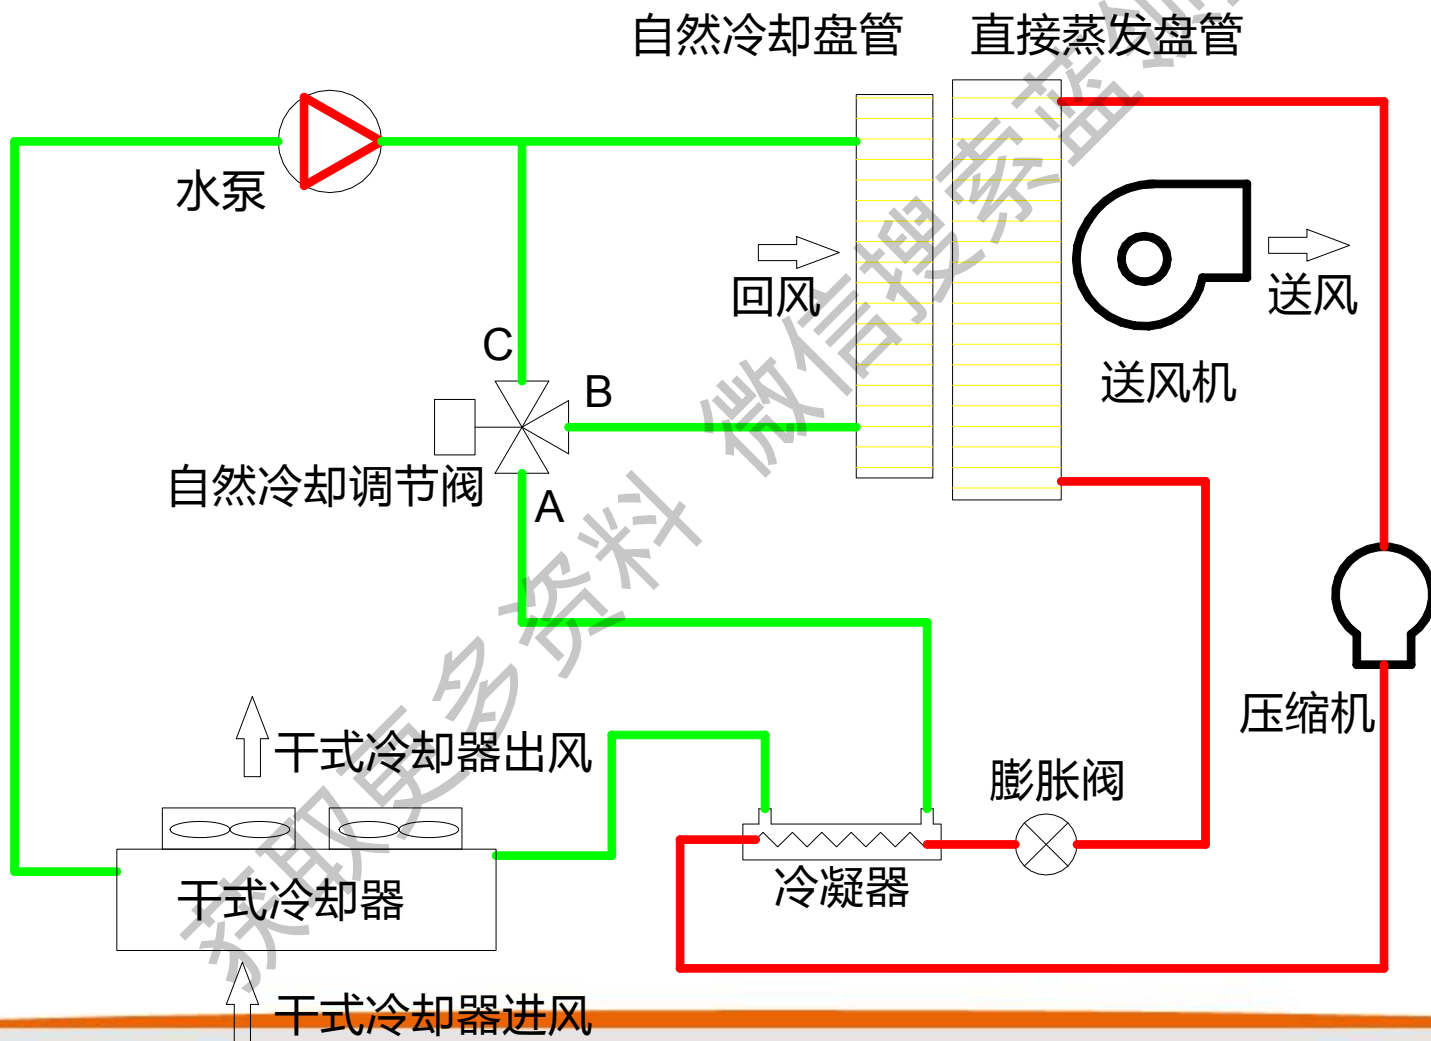 自然冷却盘管
直接蒸发盘管
水泵
回风
送风
送风机
C
B
自然冷却调节阀
A
压缩机
干式冷却器出风
膨胀阀
冷凝器
干式冷却器
干式冷却器进风
获取更多资料 微信搜索蓝领